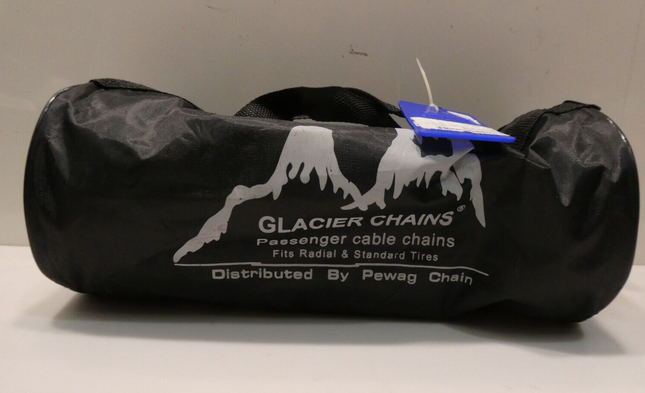 GLACIER CHAINS®
Passenger cable chains
Fits Radial & Standard Tires
Distributed By Pewag Chain